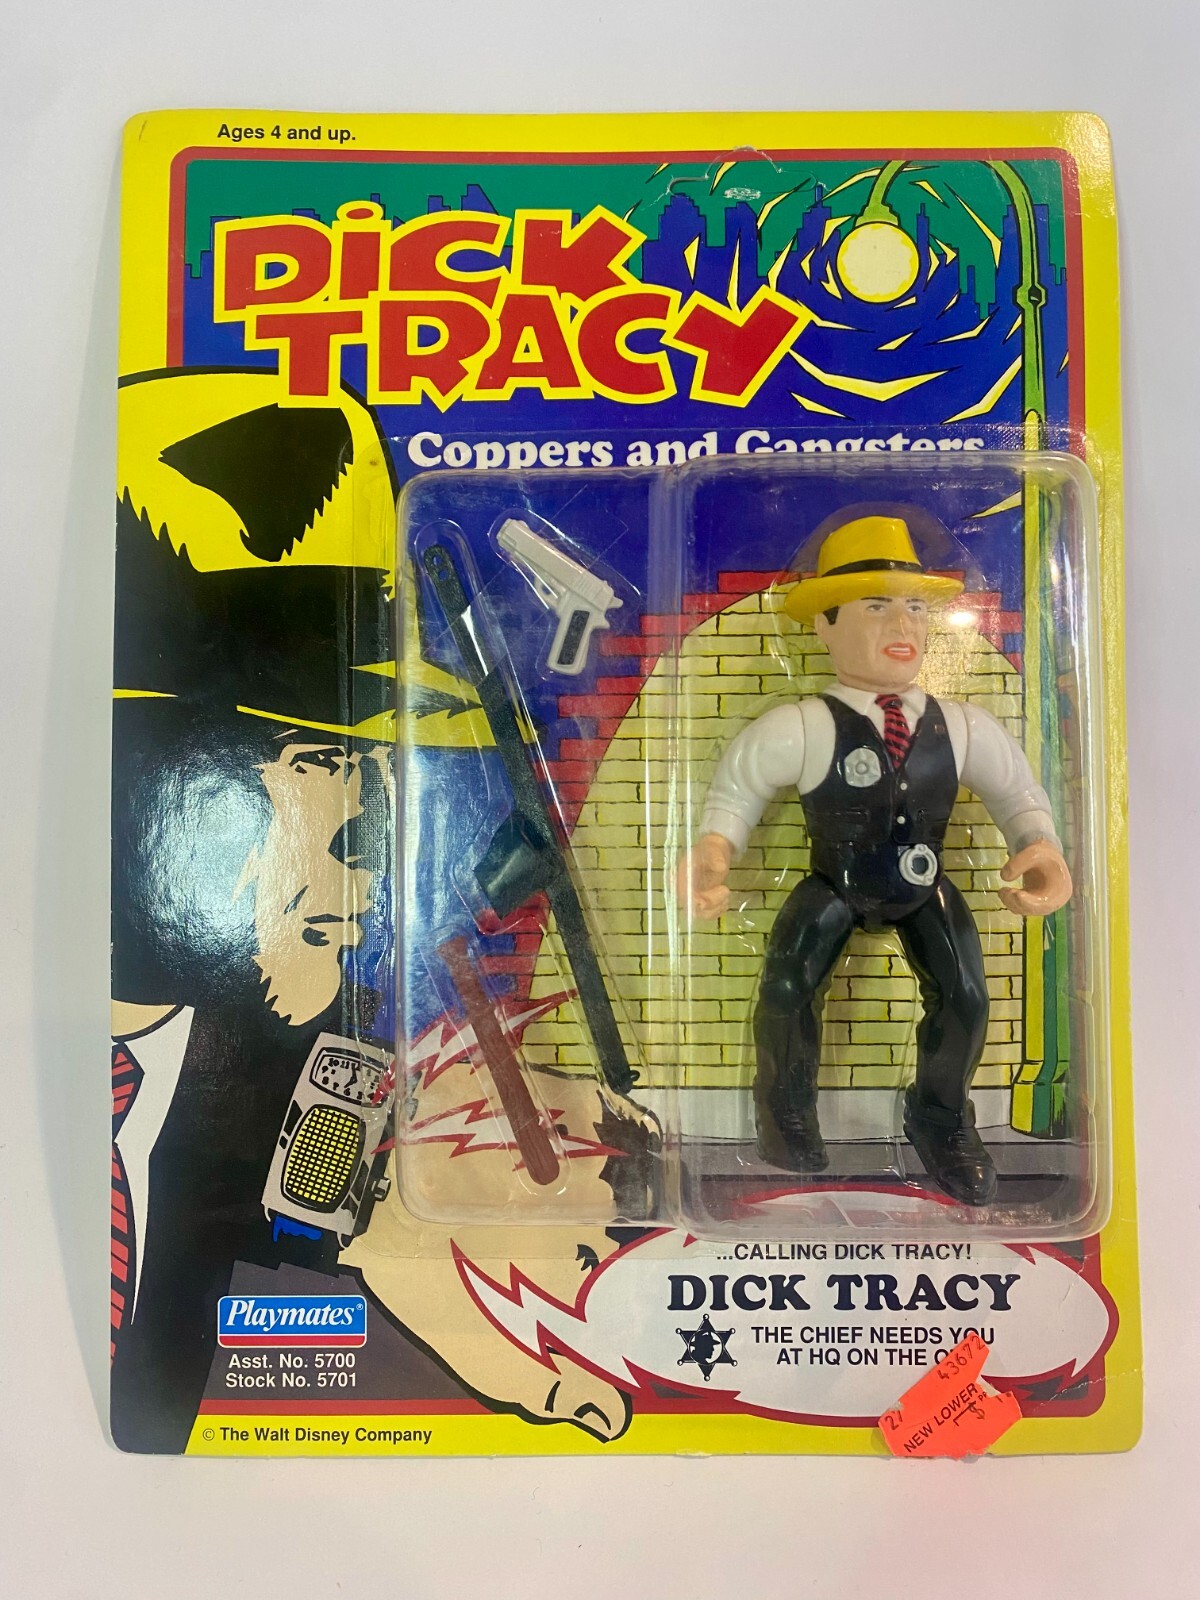 Ages 4 and up.
DiCK
TRACY
Coppers and Gangsters
...CALLING DICK TRACY!
DICK TRACY
THE CHIEF NEEDS YOU
AT HQ ON THE
Playmates®
Asst. No. 5700
Stock No. 5701
© The Walt Disney Company
43672
27
NEW LOWER
$